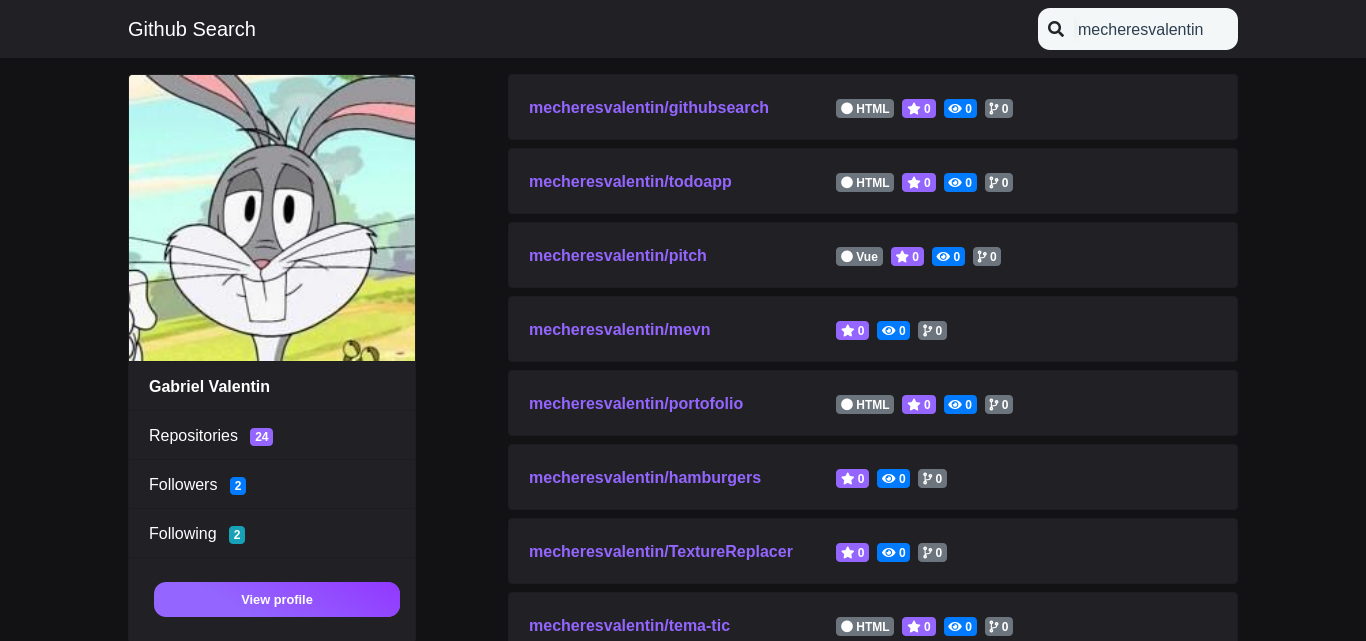 Github Search
mecheresvalentin
Gabriel Valentin
Repositories 24
Followers 2
Following 2
View profile
mecheresvalentin/githubsearch HTML 0 0 0
mecheresvalentin/todoapp HTML 0 0 0
mecheresvalentin/pitch Vue 0 0 0
mecheresvalentin/mevn 0 0 0
mecheresvalentin/portofolio HTML 0 0 0
mecheresvalentin/hamburgers 0 0 0
mecheresvalentin/TextureReplacer 0 0 0
mecheresvalentin/tema-tic HTML 0 0 0